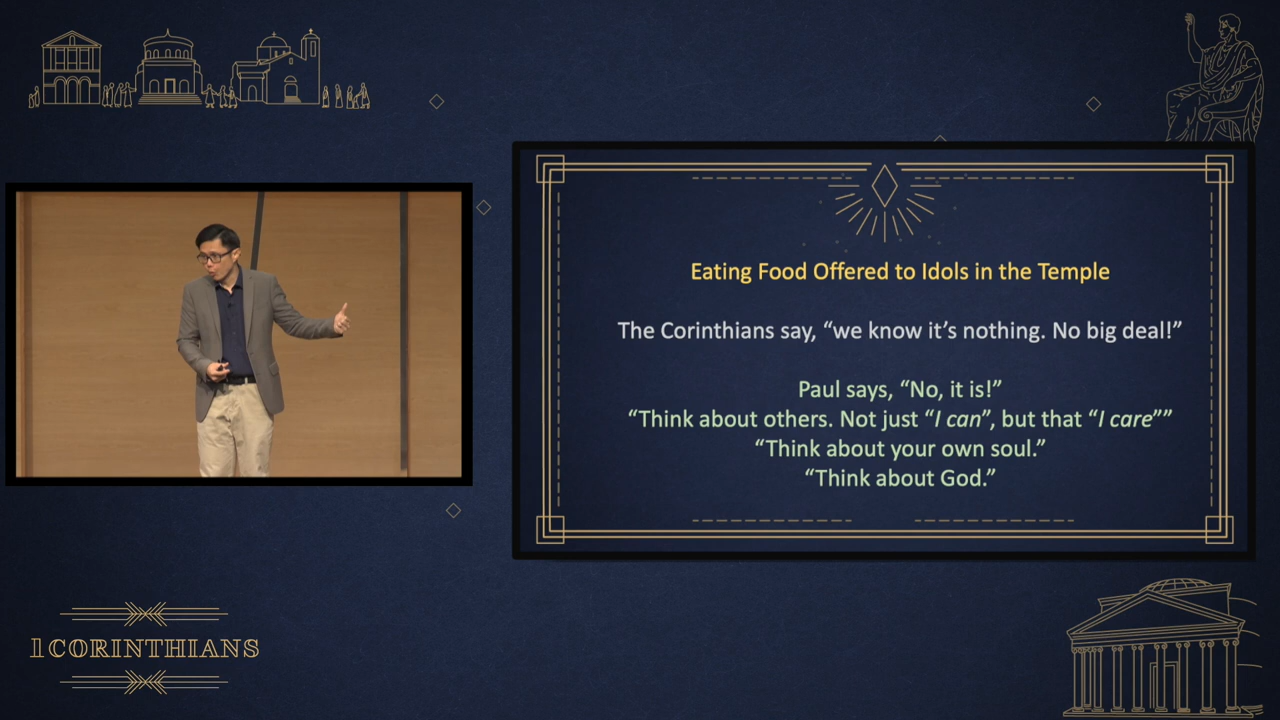 Eating Food Offered to Idols in the Temple
The Corinthians say, “we know it’s nothing. No big deal!”
Paul says, “No, it is!”
“Think about others. Not just “I can”, but that “I care””
“Think about your own soul.”
“Think about God.”
1CORINTHIANS